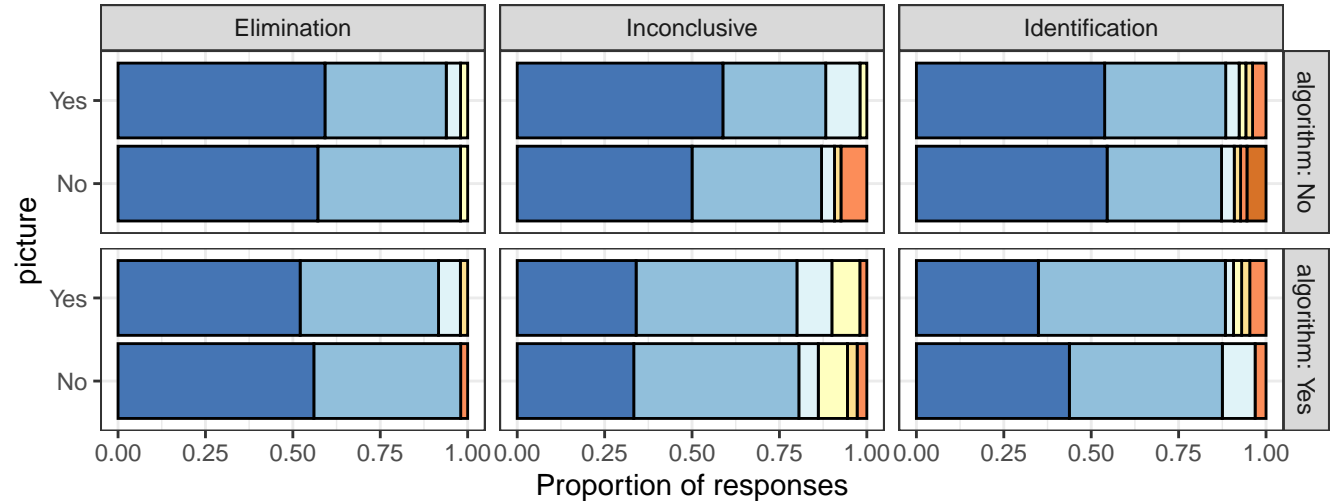 Elimination Inconclusive Identification
Yes
No
algorithm: No
picture
Yes
No
algorithm: Yes
0.00 0.25 0.50 0.75 1.00 0.00 0.25 0.50 0.75 1.00 0.00 0.25 0.50 0.75 1.00
Proportion of responses